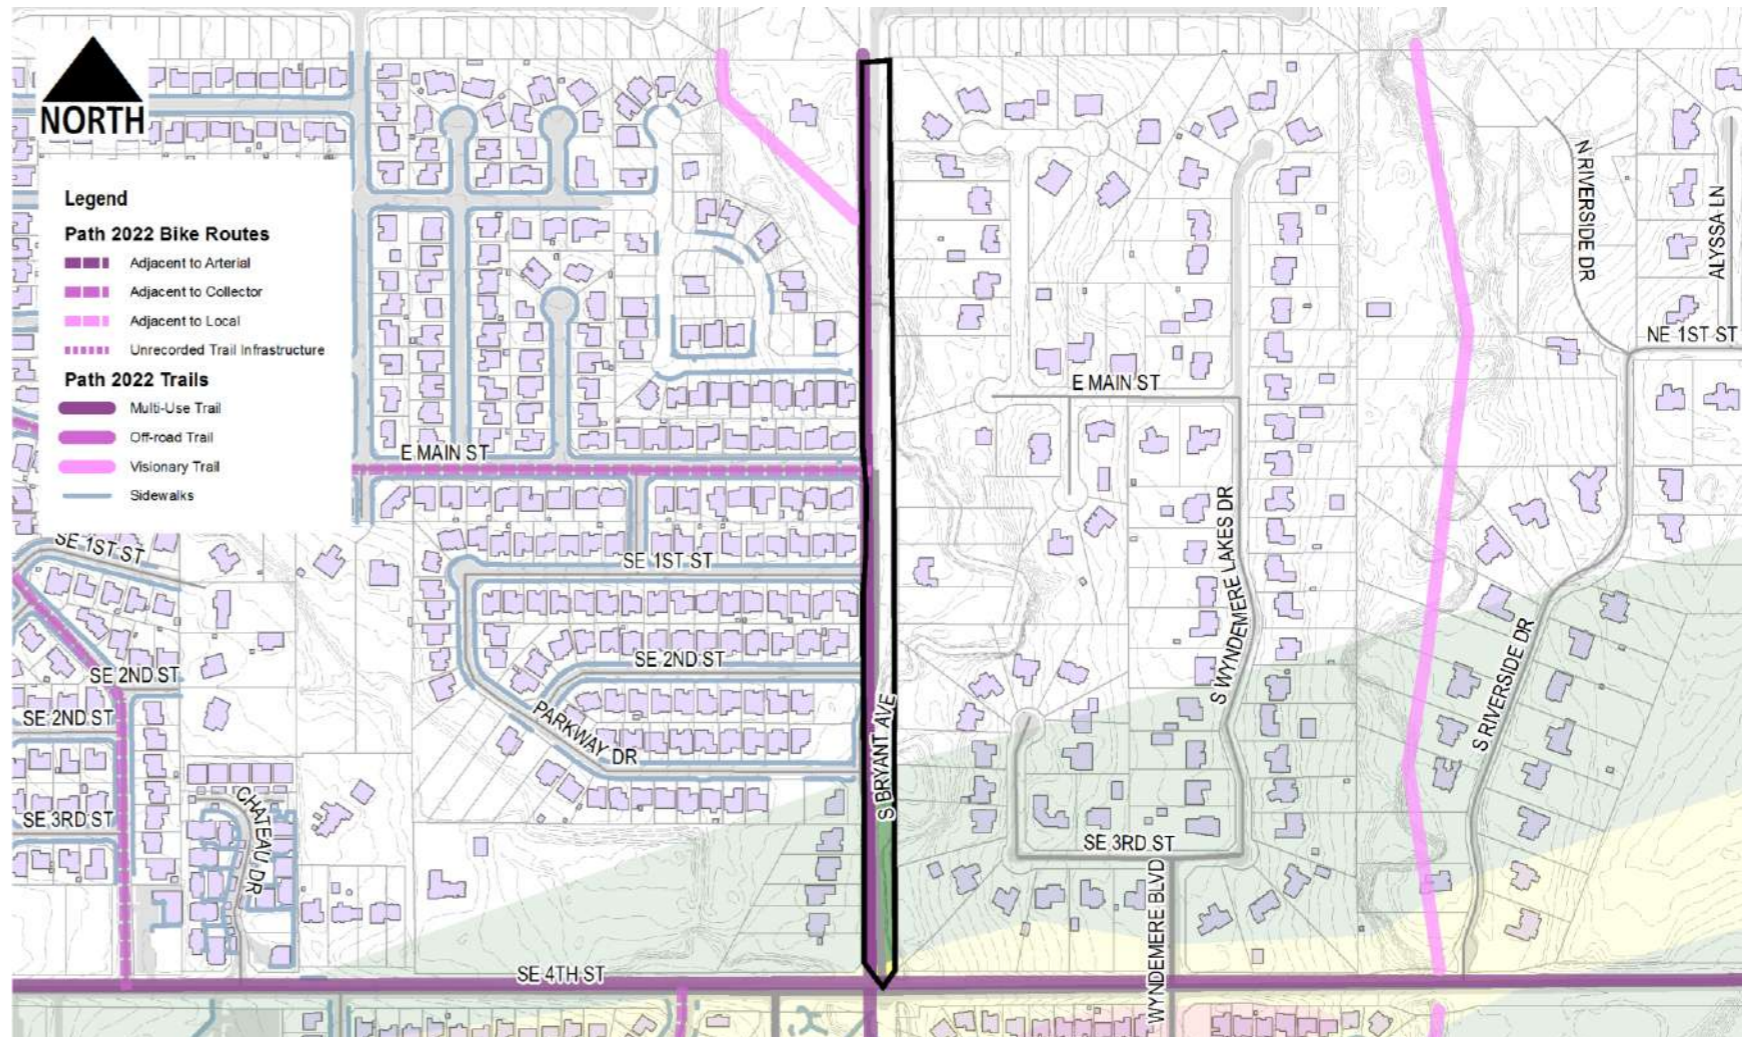 NORTH
Legend
Path 2022 Bike Routes
Adjacent to Arterial
Adjacent to Collector
Adjacent to Local
Unrecorded Trail Infrastructure
Path 2022 Trails
Multi-Use Trail
Off-road Trail
Visionary Trail
Sidewalks
N RIVERSIDE DR
ALYSSA LN
NE 1ST ST
E MAIN ST
E MAIN ST
SE 1ST ST
SE 1ST ST
S WYNDEMERE LAKES DR
SE 2ND ST
SE 2ND ST
SE 2ND ST
PARKWAY DR
S BRYANT AVE
S RIVERSIDE DR
CHATEAU DR
SE 3RD ST
SE 3RD ST
WYNDEMERE BLVD
SE 4TH ST